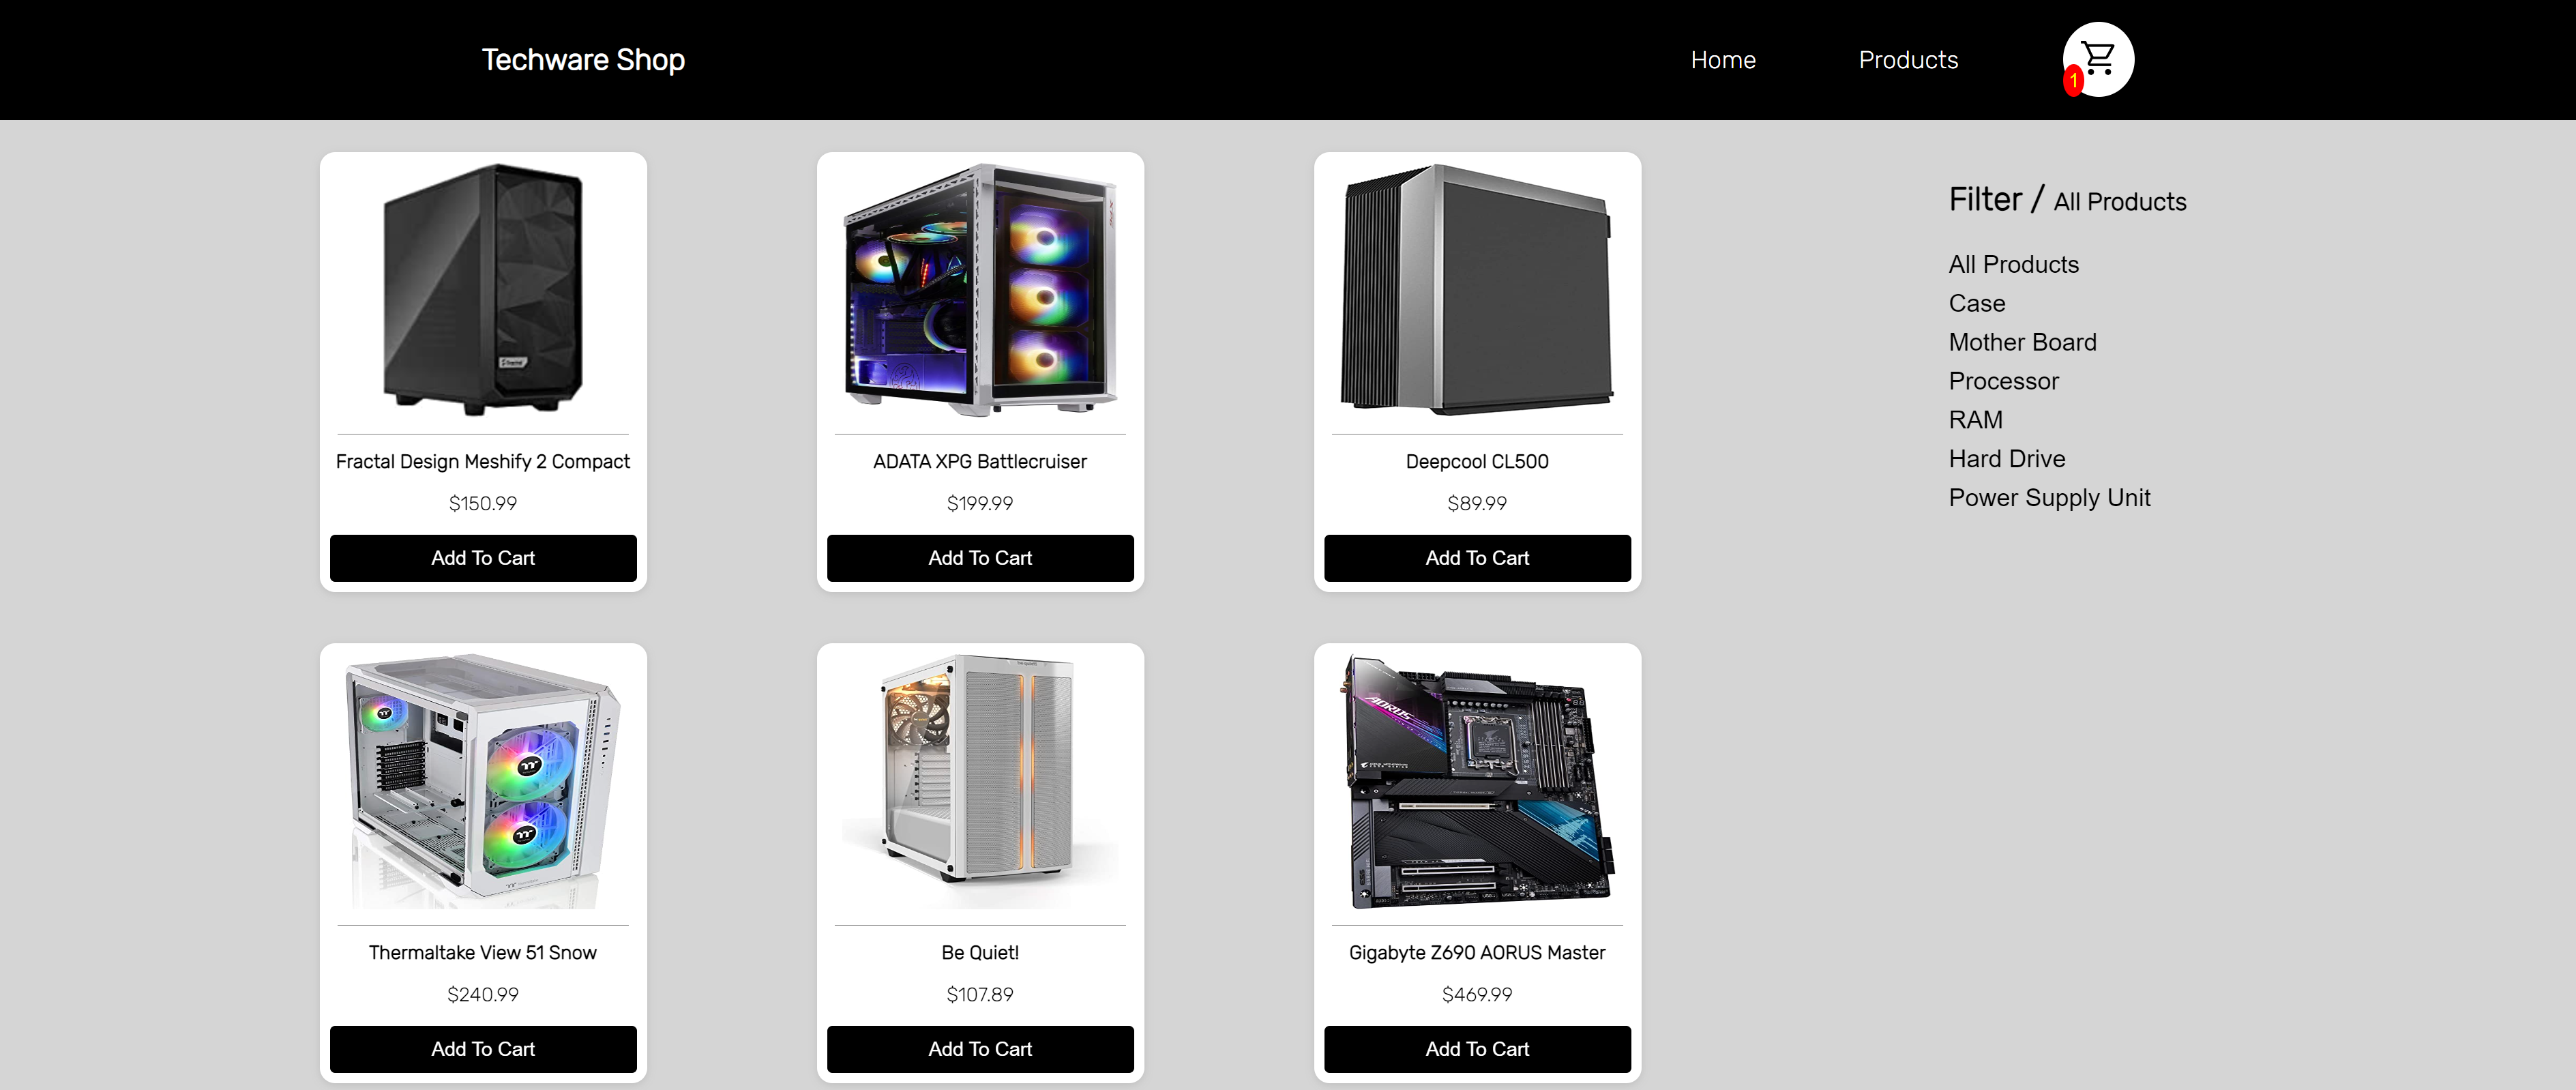 Techware Shop
Home
Products
1
Fractal Design Meshify 2 Compact
$150.99
Add To Cart
ADATA XPG Battlecruiser
$199.99
Add To Cart
Deepcool CL500
$89.99
Add To Cart
Filter / All Products
All Products
Case
Mother Board
Processor
RAM
Hard Drive
Power Supply Unit
Thermaltake View 51 Snow
$240.99
Add To Cart
Be Quiet!
$107.89
Add To Cart
AORUS
Gigabyte Z690 AORUS Master
$469.99
Add To Cart